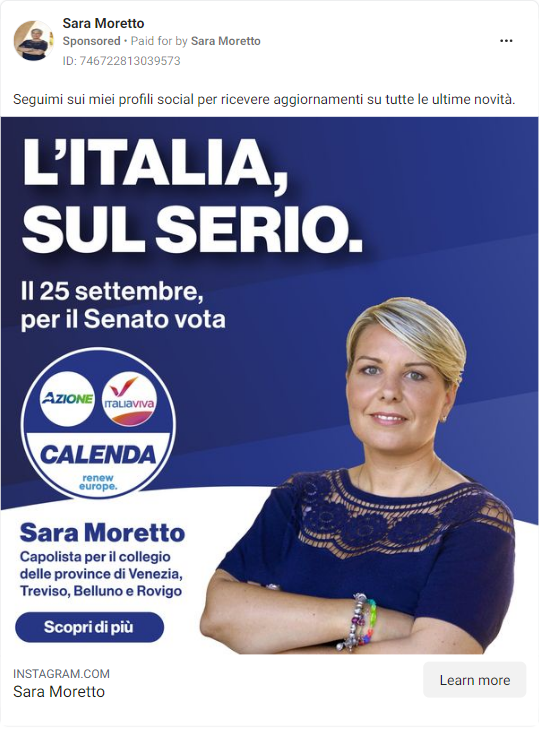 Sara Moretto
Sponsored • Paid for by Sara Moretto
ID: 746722813039573
Seguimi sui miei profili social per ricevere aggiornamenti su tutte le ultime novità.
L'ITALIA,
SUL SERIO.
Il 25 settembre,
per il Senato vota
AZIONE
ITALIAVIVA
CALENDA
renew
europe.
Sara Moretto
Capolista per il collegio
delle province di Venezia,
Treviso, Belluno e Rovigo
Scopri di più
INSTAGRAM.COM
Sara Moretto
Learn more